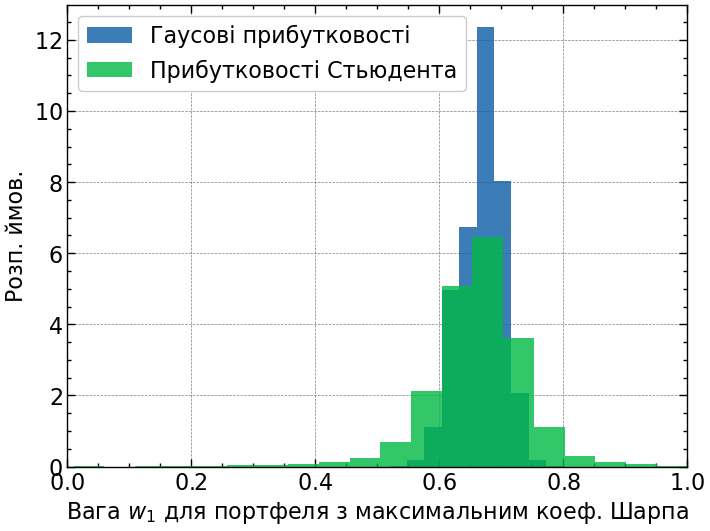 Гаусові прибутковості
Прибутковості Стьюдента
Розп. ймов.
12
10
8
6
4
2
0
0.0 0.2 0.4 0.6 0.8 1.0
Вага w₁ для портфеля з максимальним коеф. Шарпа